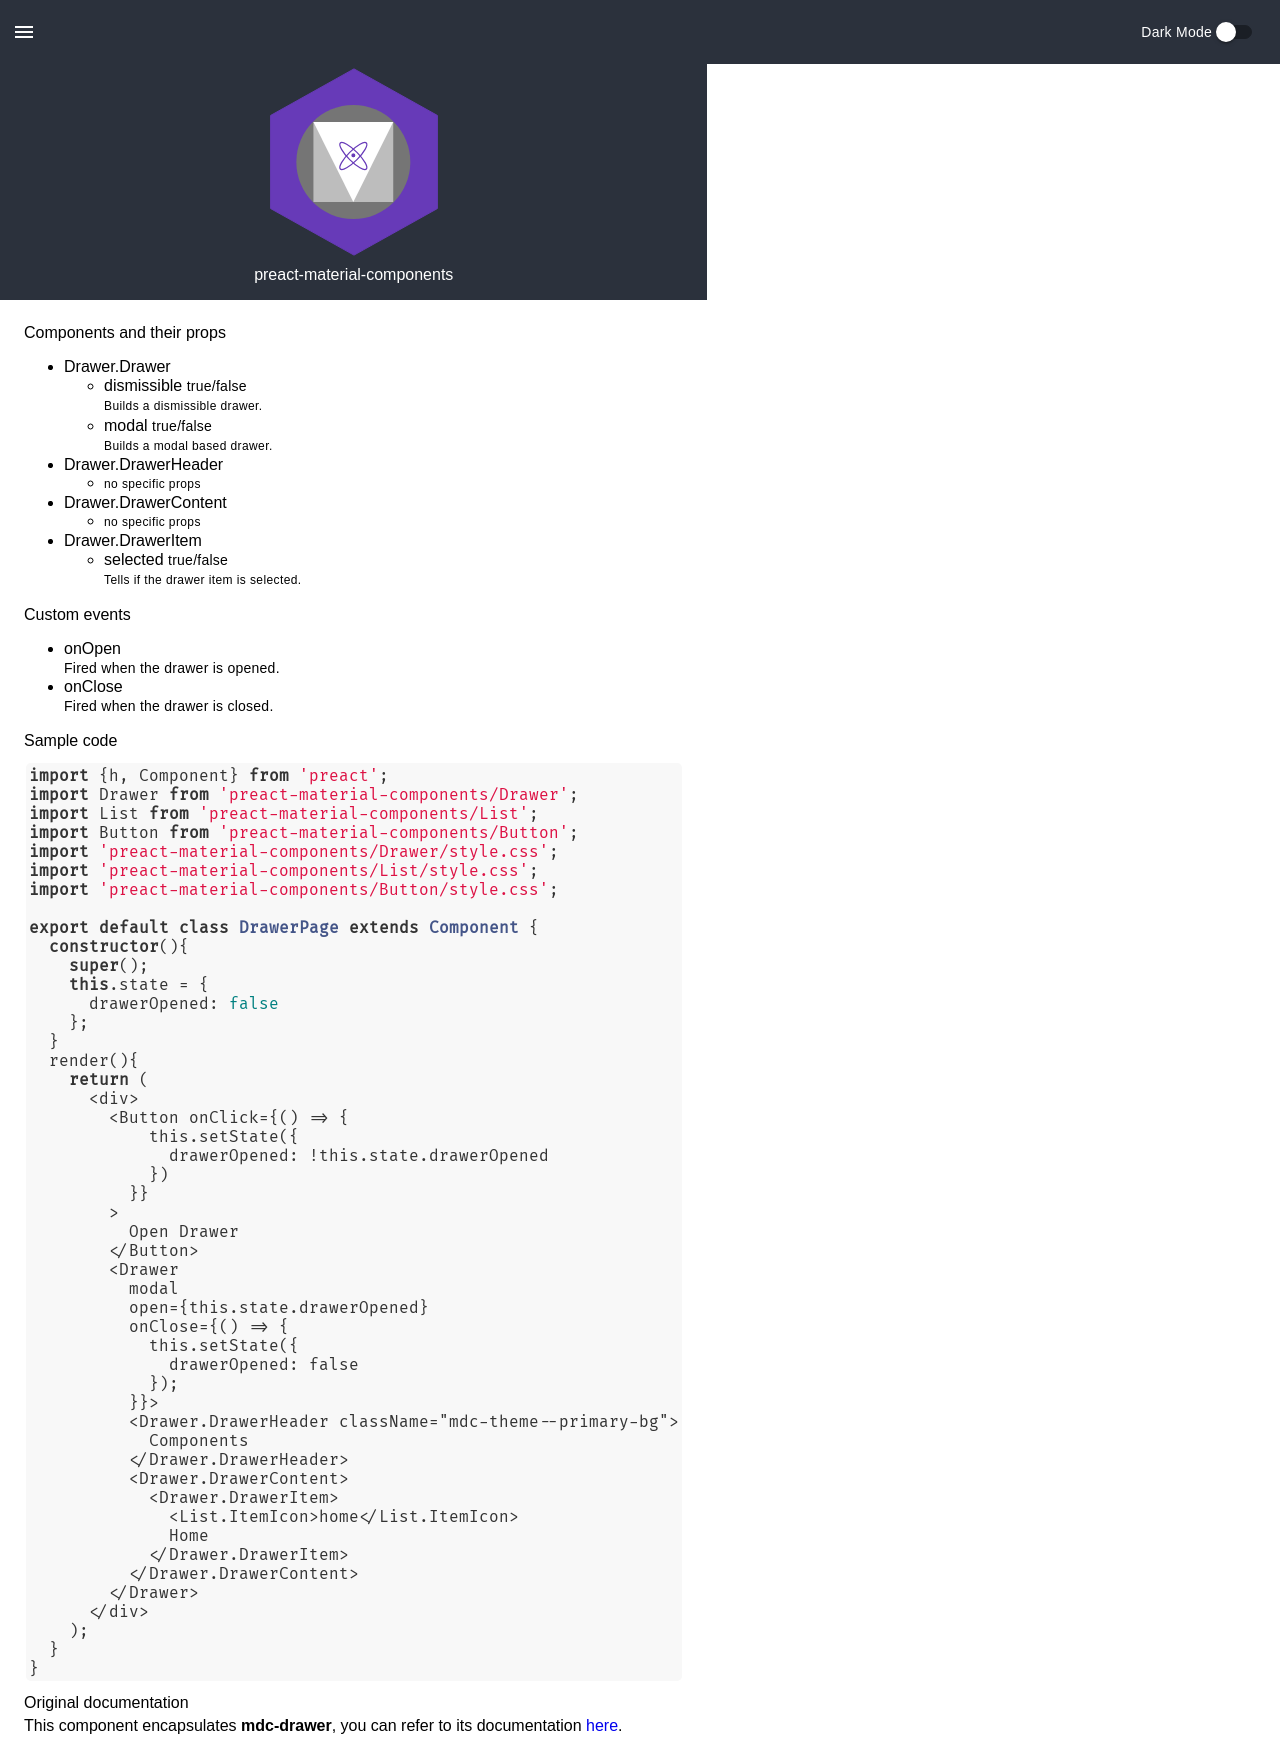 Dark Mode
preact-material-components
Components and their props
Drawer.Drawer
dismissible true/false
Builds a dismissible drawer.
modal true/false
Builds a modal based drawer.
Drawer.DrawerHeader
no specific props
Drawer.DrawerContent
no specific props
Drawer.DrawerItem
selected true/false
Tells if the drawer item is selected.
Custom events
onOpen
Fired when the drawer is opened.
onClose
Fired when the drawer is closed.
Sample code
import {h, Component} from 'preact';
import Drawer from 'preact-material-components/Drawer';
import List from 'preact-material-components/List';
import Button from 'preact-material-components/Button';
import 'preact-material-components/Drawer/style.css';
import 'preact-material-components/List/style.css';
import 'preact-material-components/Button/style.css';

export default class DrawerPage extends Component {
  constructor(){
    super();
    this.state = {
      drawerOpened: false
    };
  }
  render(){
    return (
      <div>
        <Button onClick={() => {
            this.setState({
              drawerOpened: !this.state.drawerOpened
            })
          }}
        >
          Open Drawer
        </Button>
        <Drawer
          modal
          open={this.state.drawerOpened}
          onClose={() => {
            this.setState({
              drawerOpened: false
            });
          }}>
          <Drawer.DrawerHeader className="mdc-theme--primary-bg">
            Components
          </Drawer.DrawerHeader>
          <Drawer.DrawerContent>
            <Drawer.DrawerItem>
              <List.ItemIcon>home</List.ItemIcon>
              Home
            </Drawer.DrawerItem>
          </Drawer.DrawerContent>
        </Drawer>
      </div>
    );
  }
}
Original documentation
This component encapsulates mdc-drawer, you can refer to its documentation here.